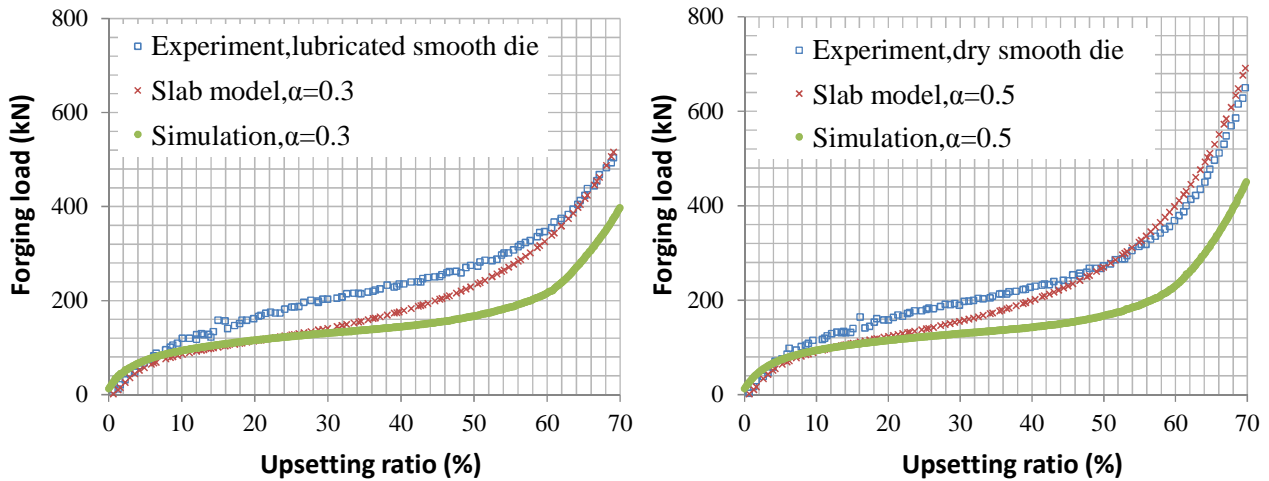 800
600
400
200
0
Forging load (kN)
Experiment,lubricated smooth die
Slab model,α=0.3
Simulation,α=0.3
0 10 20 30 40 50 60 70
Upsetting ratio (%)
800
600
400
200
0
Forging load (kN)
Experiment,dry smooth die
Slab model,α=0.5
Simulation,α=0.5
0 10 20 30 40 50 60 70
Upsetting ratio (%)